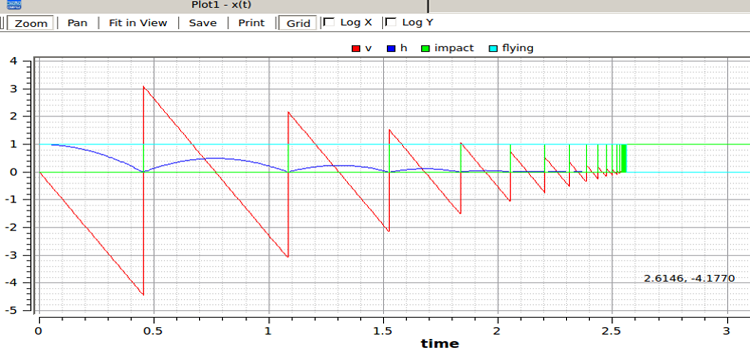 Plot1 - x(t)
Zoom Pan Fit in View Save Print Grid Log X Log Y
v h impact flying
4
3
2
1
0
-1
-2
-3
-4
2.6146, -4.1770
-5
0 0.5 1 1.5 2 2.5 3
time